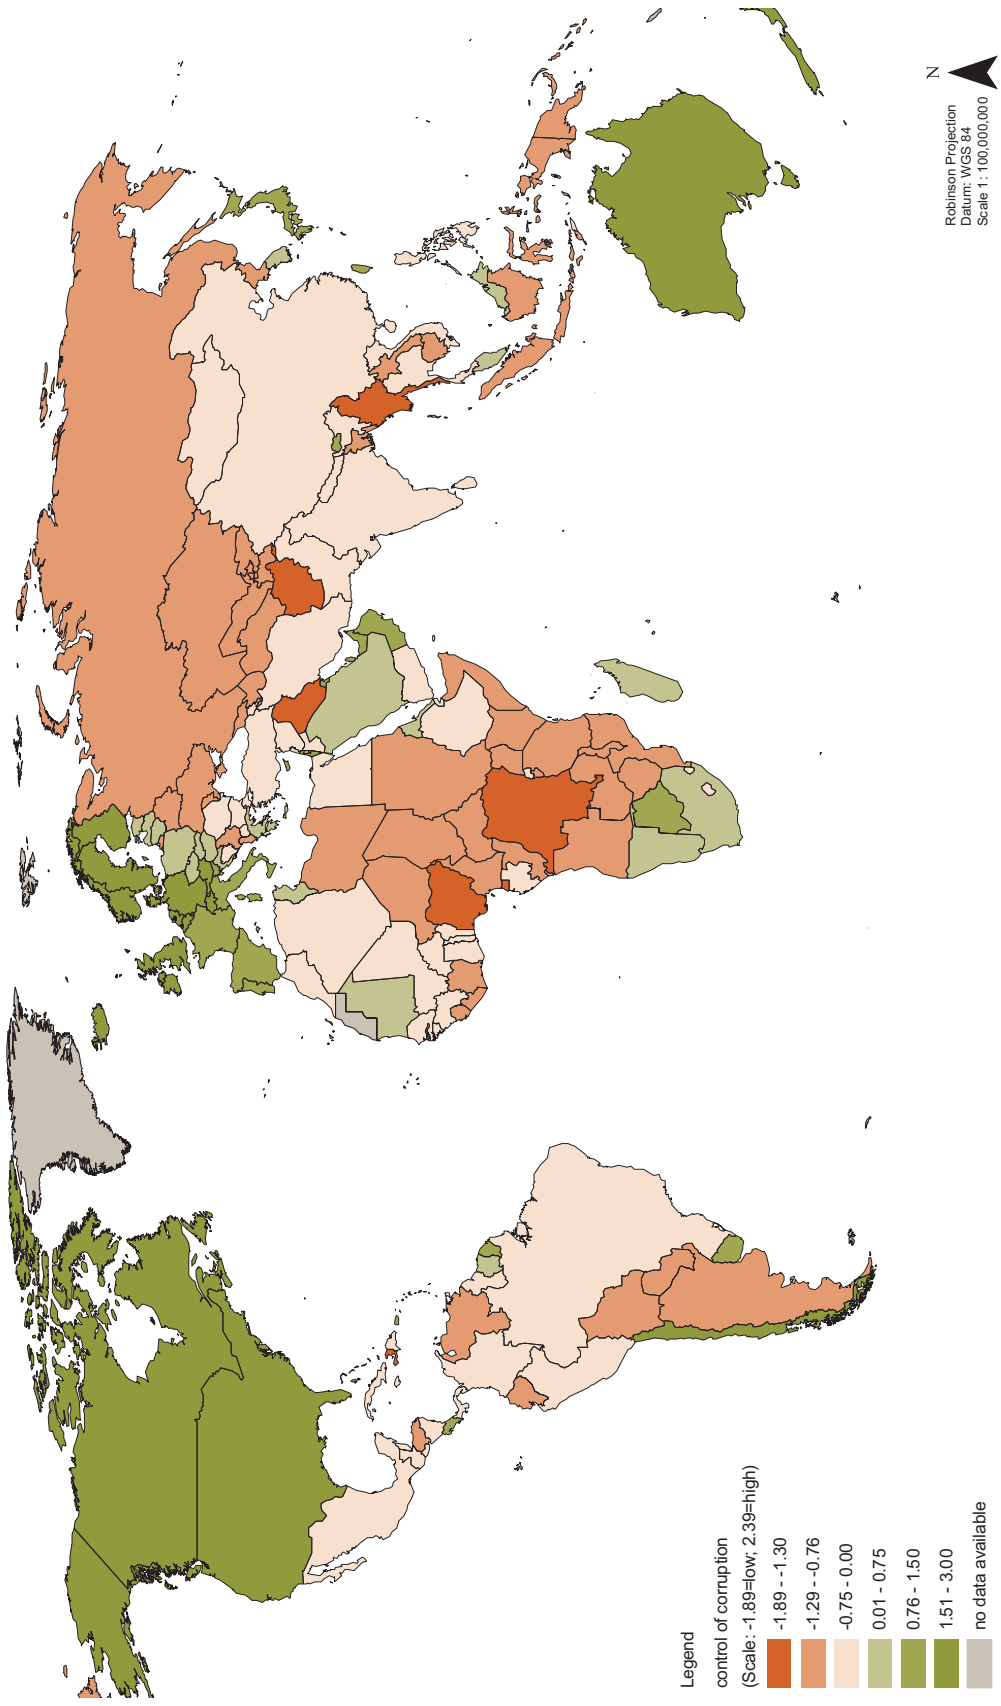 N
Robinson Projection
Datum: WGS 84
Scale 1: 100,000,000
Legend
control of corruption
(Scale: -1.89=low; 2.39=high)
-1.89 - -1.30
-1.29 - -0.76
-0.75 - 0.00
0.01 - 0.75
0.76 - 1.50
1.51 - 3.00
no data available